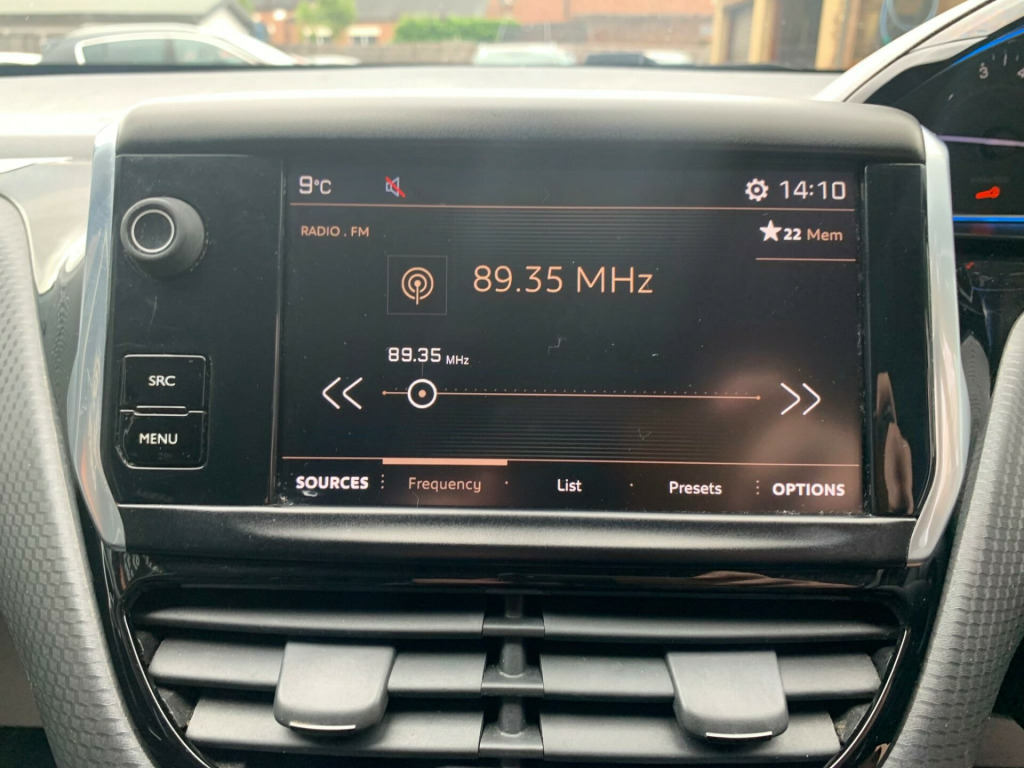 3
9°C 14:10
RADIO . FM 22 Mem
89.35 MHz
89.35 MHz
SRC
MENU
SOURCES Frequency List Presets OPTIONS